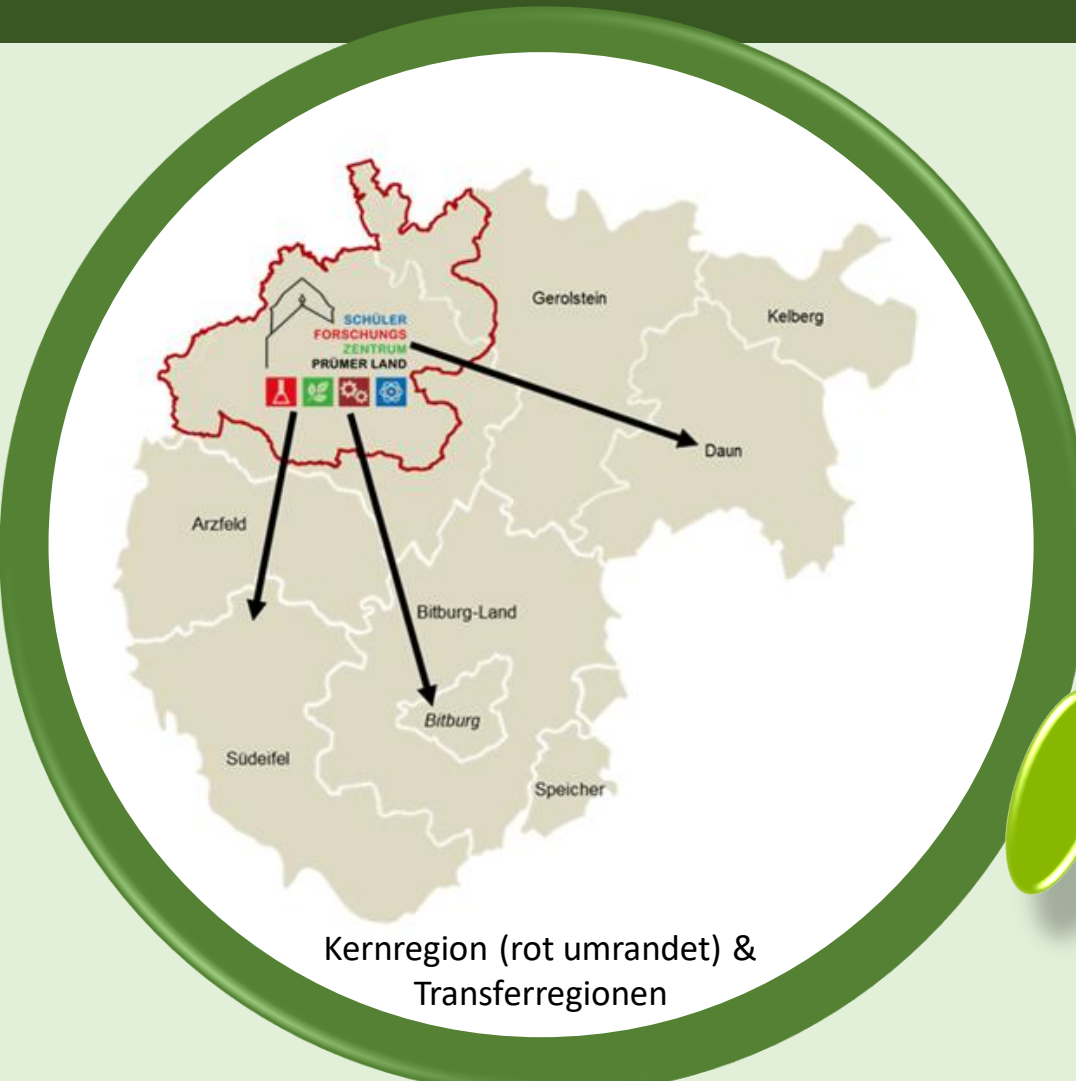 SCHÜLER
FORSCHUNGS
ZENTRUM
PRÜMER LAND
Gerolstein
Kelberg
Daun
Arzfeld
Bitburg-Land
Bitburg
Südeifel
Speicher
Kernregion (rot umrandet) &
Transferregionen